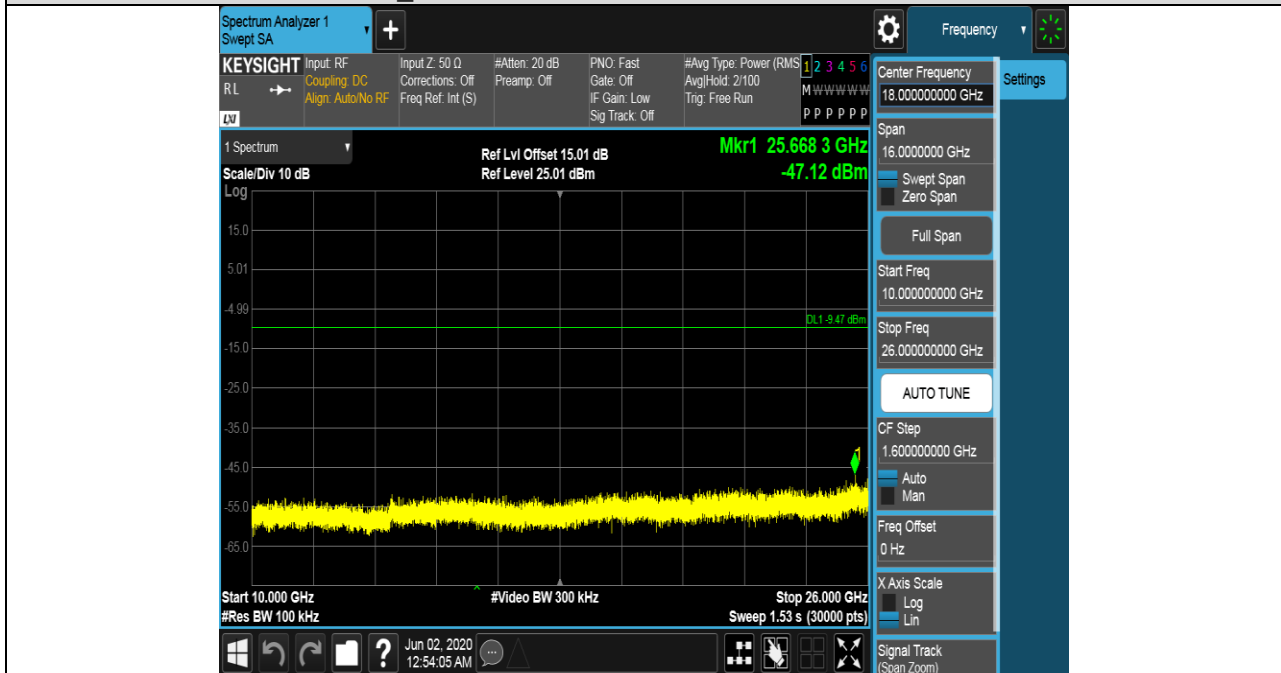 Spectrum Analyzer 1
Swept SA
+
Frequency
KEYSIGHT
RL
LXI
Input: RF
Coupling: DC
Align: Auto/No RF
Input Z: 50 Ω
Corrections: Off
Freq Ref: Int (S)
#Atten: 20 dB
Preamp: Off
PNO: Fast
Gate: Off
IF Gain: Low
Sig Track: Off
#Avg Type: Power (RMS
Avg|Hold: 2/100
Trig: Free Run
1 2 3 4 5 6
M W W W W W
P P P P P P
1 Spectrum
Scale/Div 10 dB
Log
Ref Lvl Offset 15.01 dB
Ref Level 25.01 dBm
Mkr1 25.668 3 GHz
-47.12 dBm
15.0
5.01
-4.99
DL1 -9.47 dBm
-15.0
-25.0
-35.0
-45.0
1
-55.0
-65.0
Start 10.000 GHz
#Res BW 100 kHz
#Video BW 300 kHz
Stop 26.000 GHz
Sweep 1.53 s (30000 pts)
?
Jun 02, 2020
12:54:05 AM
Center Frequency
18.000000000 GHz
Span
16.0000000 GHz
Swept Span
Zero Span
Full Span
Start Freq
10.000000000 GHz
Stop Freq
26.000000000 GHz
AUTO TUNE
CF Step
1.600000000 GHz
Auto
Man
Freq Offset
0 Hz
X Axis Scale
Log
Lin
Signal Track
(Span Zoom)
Settings